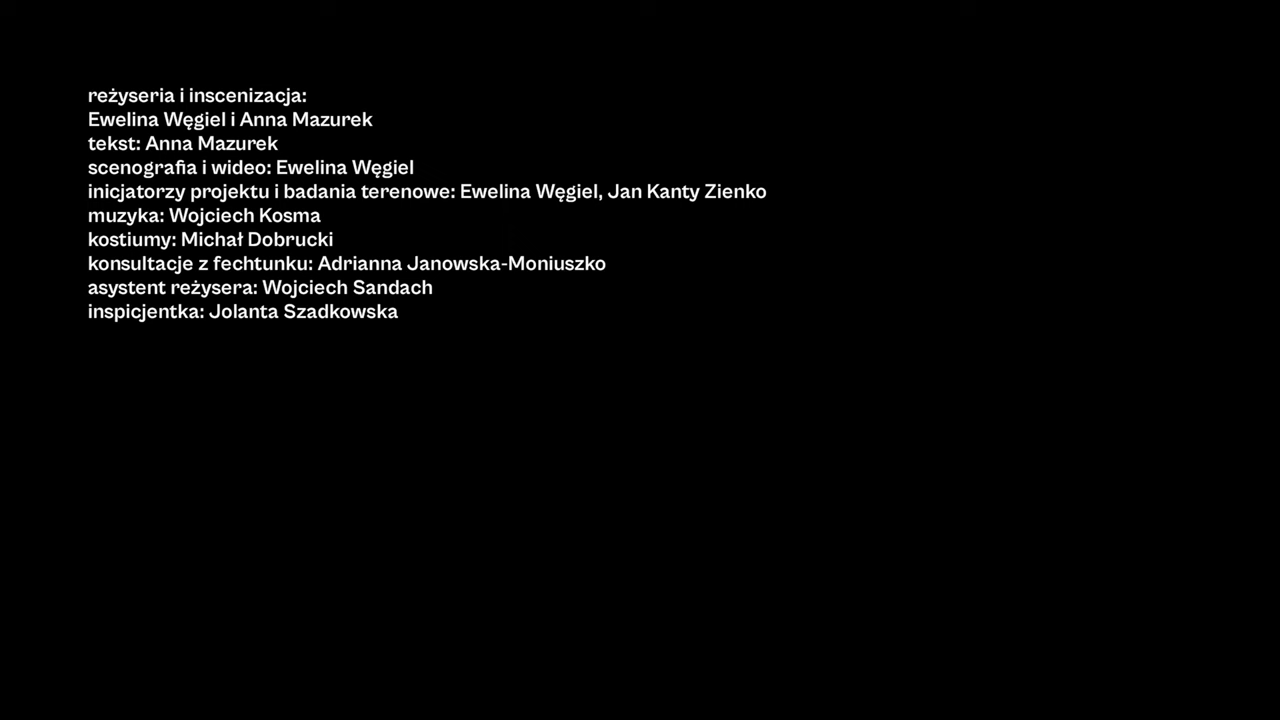 reżyseria i inscenizacja:
Ewelina Węgiel i Anna Mazurek
tekst: Anna Mazurek
scenografia i wideo: Ewelina Węgiel
inicjatorzy projektu i badania terenowe: Ewelina Węgiel, Jan Kanty Zienko
muzyka: Wojciech Kosma
kostiumy: Michał Dobrucki
konsultacje z fechtunku: Adrianna Janowska-Moniuszko
asystent reżysera: Wojciech Sandach
inspicjentka: Jolanta Szadkowska